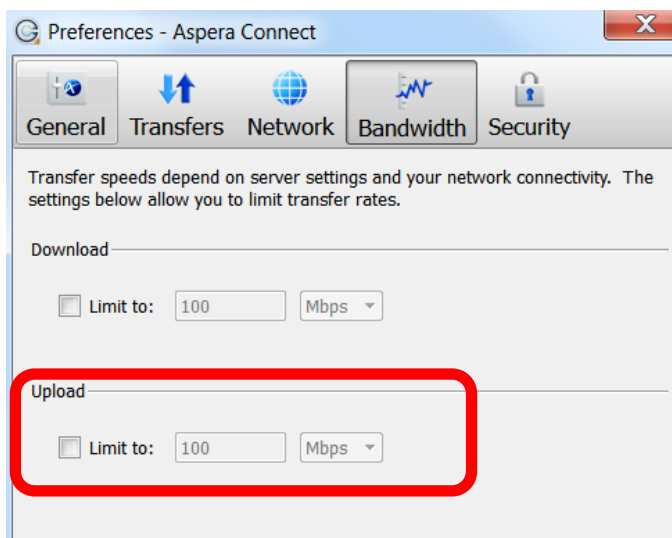 Preferences - Aspera Connect
General Transfers Network Bandwidth Security
Transfer speeds depend on server settings and your network connectivity. The
settings below allow you to limit transfer rates.
Download
Limit to: 100 Mbps
Upload
Limit to: 100 Mbps